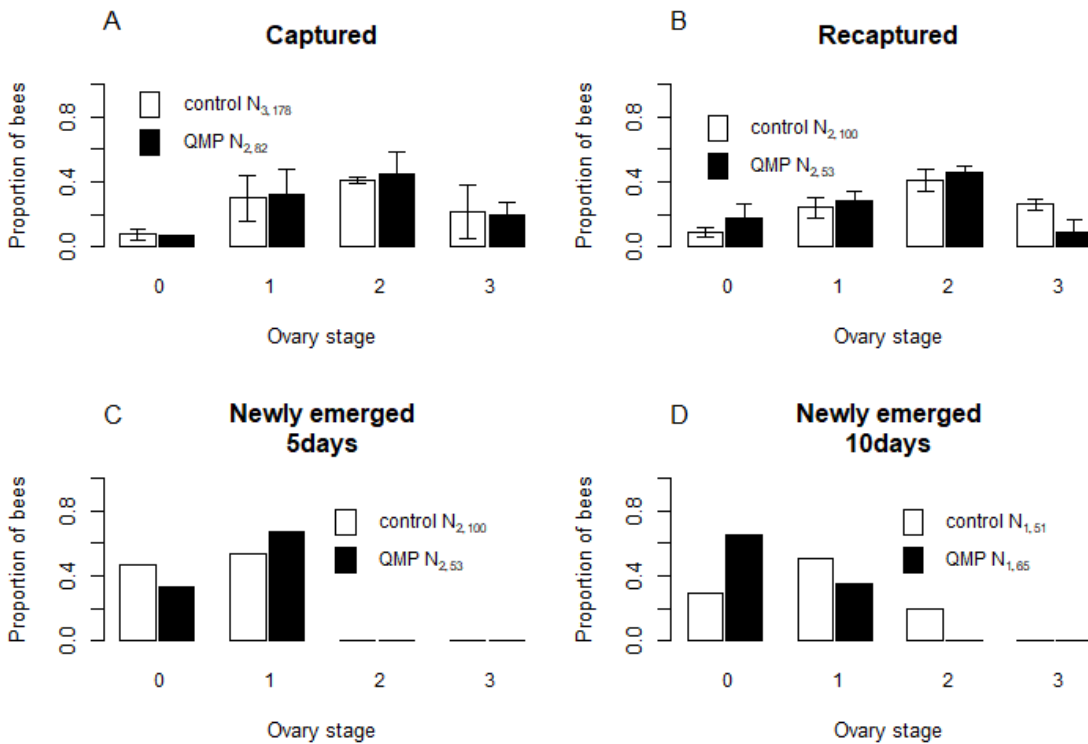 A
Captured
Proportion of bees
0.0 0.4 0.8
control N3,178
QMP N2,82
0 1 2 3
Ovary stage
B
Recaptured
Proportion of bees
0.0 0.4 0.8
control N2,100
QMP N2,53
0 1 2 3
Ovary stage
C
Newly emerged
5days
Proportion of bees
0.0 0.4 0.8
control N2,100
QMP N2,53
0 1 2 3
Ovary stage
D
Newly emerged
10days
Proportion of bees
0.0 0.4 0.8
control N1,51
QMP N1,65
0 1 2 3
Ovary stage